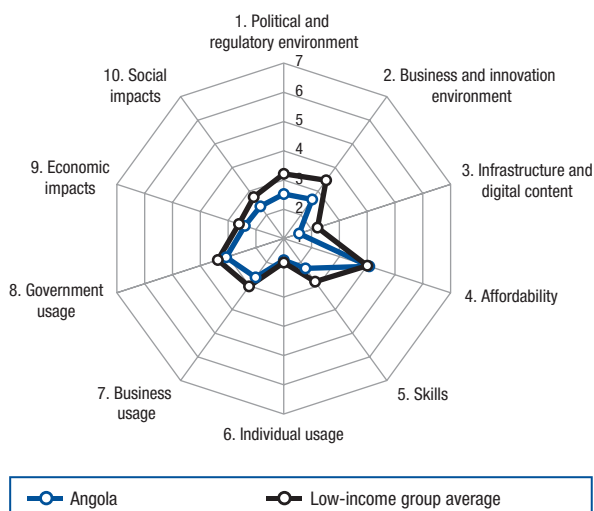 1. Political and
regulatory environment
2. Business and innovation
environment
3. Infrastructure and
digital content
4. Affordability
5. Skills
6. Individual usage
7. Business
usage
8. Government
usage
9. Economic
impacts
10. Social
impacts
7
6
5
4
3
2
1
Angola
Low-income group average